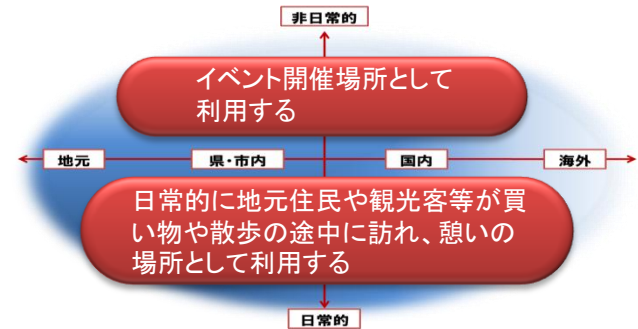 非日常的
イベント開催場所として
利用する
地元 県・市内 国内 海外
日常的に地元住民や観光客等が買
い物や散歩の途中に訪れ、憩いの
場所として利用する
日常的